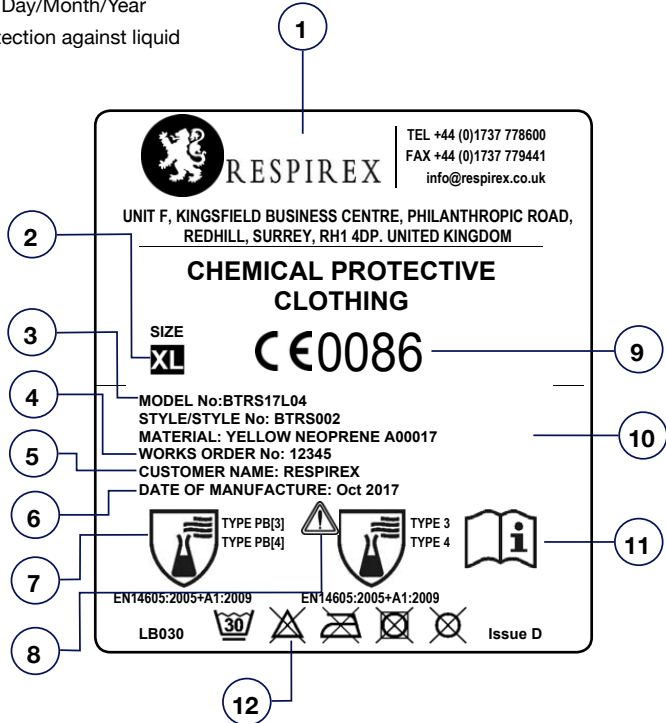 Day/Month/Year
tection against liquid
1
RESPIREX
TEL +44 (0)1737 778600
FAX +44 (0)1737 779441
info@respirex.co.uk
UNIT F, KINGSFIELD BUSINESS CENTRE, PHILANTHROPIC ROAD,
REDHILL, SURREY, RH1 4DP. UNITED KINGDOM
2
CHEMICAL PROTECTIVE
CLOTHING
3
SIZE
XL
CE0086
9
4
MODEL No:BTRS17L04
STYLE/STYLE No: BTRS002
MATERIAL: YELLOW NEOPRENE A00017
10
5
WORKS ORDER No: 12345
CUSTOMER NAME: RESPIREX
6
DATE OF MANUFACTURE: Oct 2017
7
TYPE PB[3]
TYPE PB[4]
TYPE 3
TYPE 4
i
11
8
EN14605:2005+A1:2009
EN14605:2005+A1:2009
LB030
30
Issue D
12